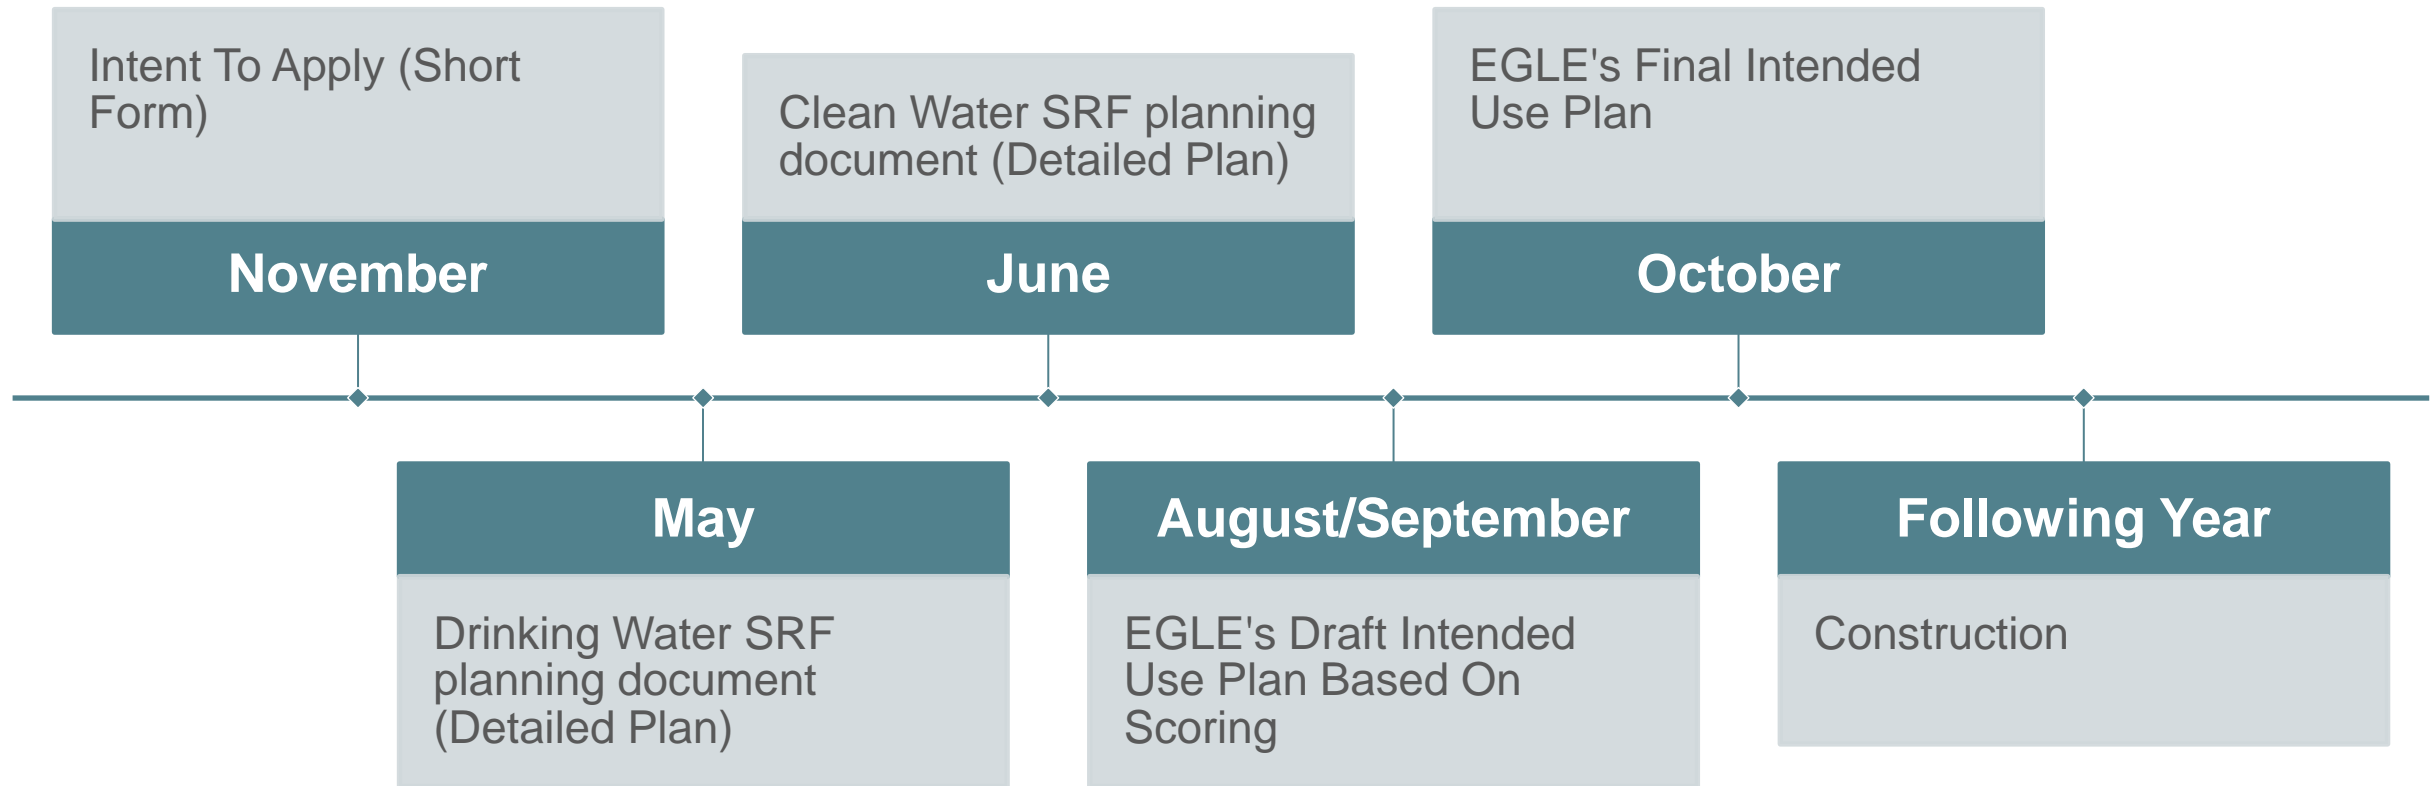 Intent To Apply (Short
Form)
November
Drinking Water SRF
planning document
(Detailed Plan)
May
Clean Water SRF planning
document (Detailed Plan)
June
EGLE's Draft Intended
Use Plan Based On
Scoring
August/September
EGLE's Final Intended
Use Plan
October
Following Year
Construction